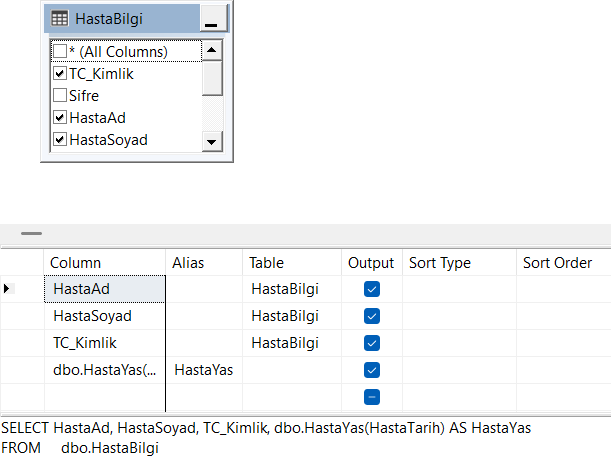 HastaBilgi
* (All Columns)
TC_Kimlik
Sifre
HastaAd
HastaSoyad
Column Alias Table Output Sort Type Sort Order
HastaAd HastaBilgi
HastaSoyad HastaBilgi
TC_Kimlik HastaBilgi
dbo.HastaYas(... HastaYas
SELECT HastaAd, HastaSoyad, TC_Kimlik, dbo.HastaYas(HastaTarih) AS HastaYas
FROM dbo.HastaBilgi